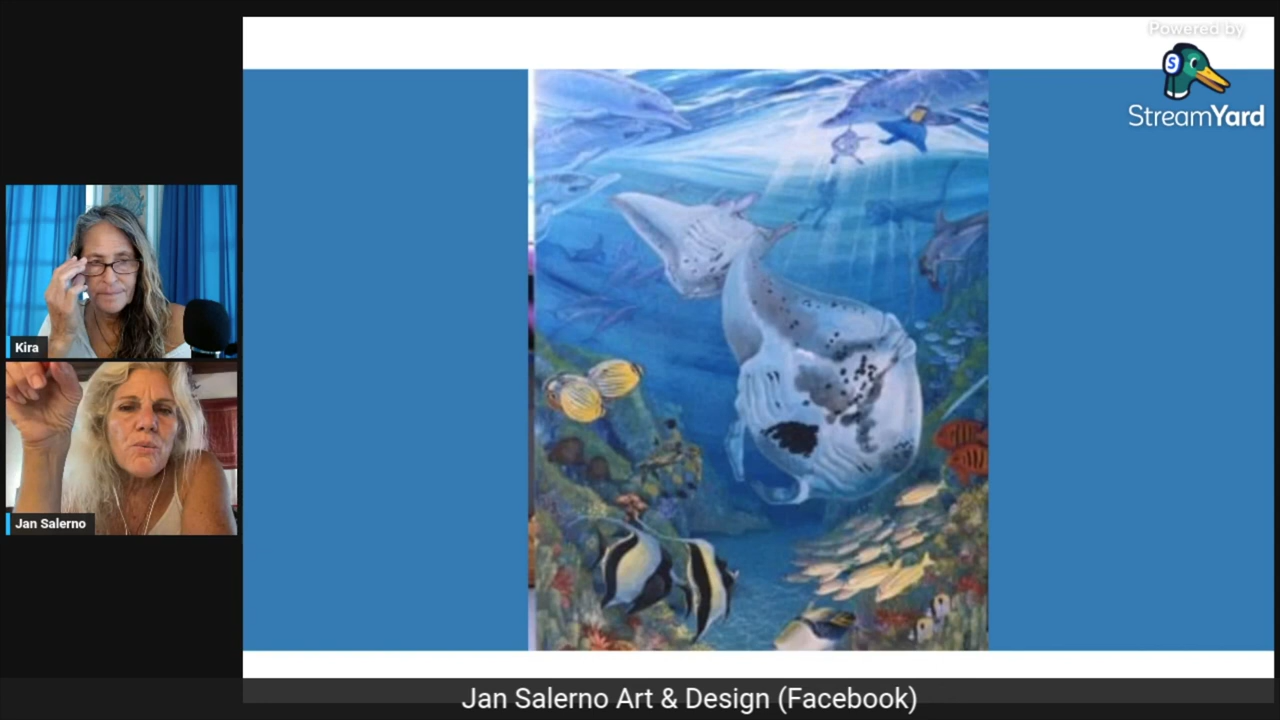 Powered by
StreamYard
Kira
Jan Salerno
Jan Salerno Art & Design (Facebook)